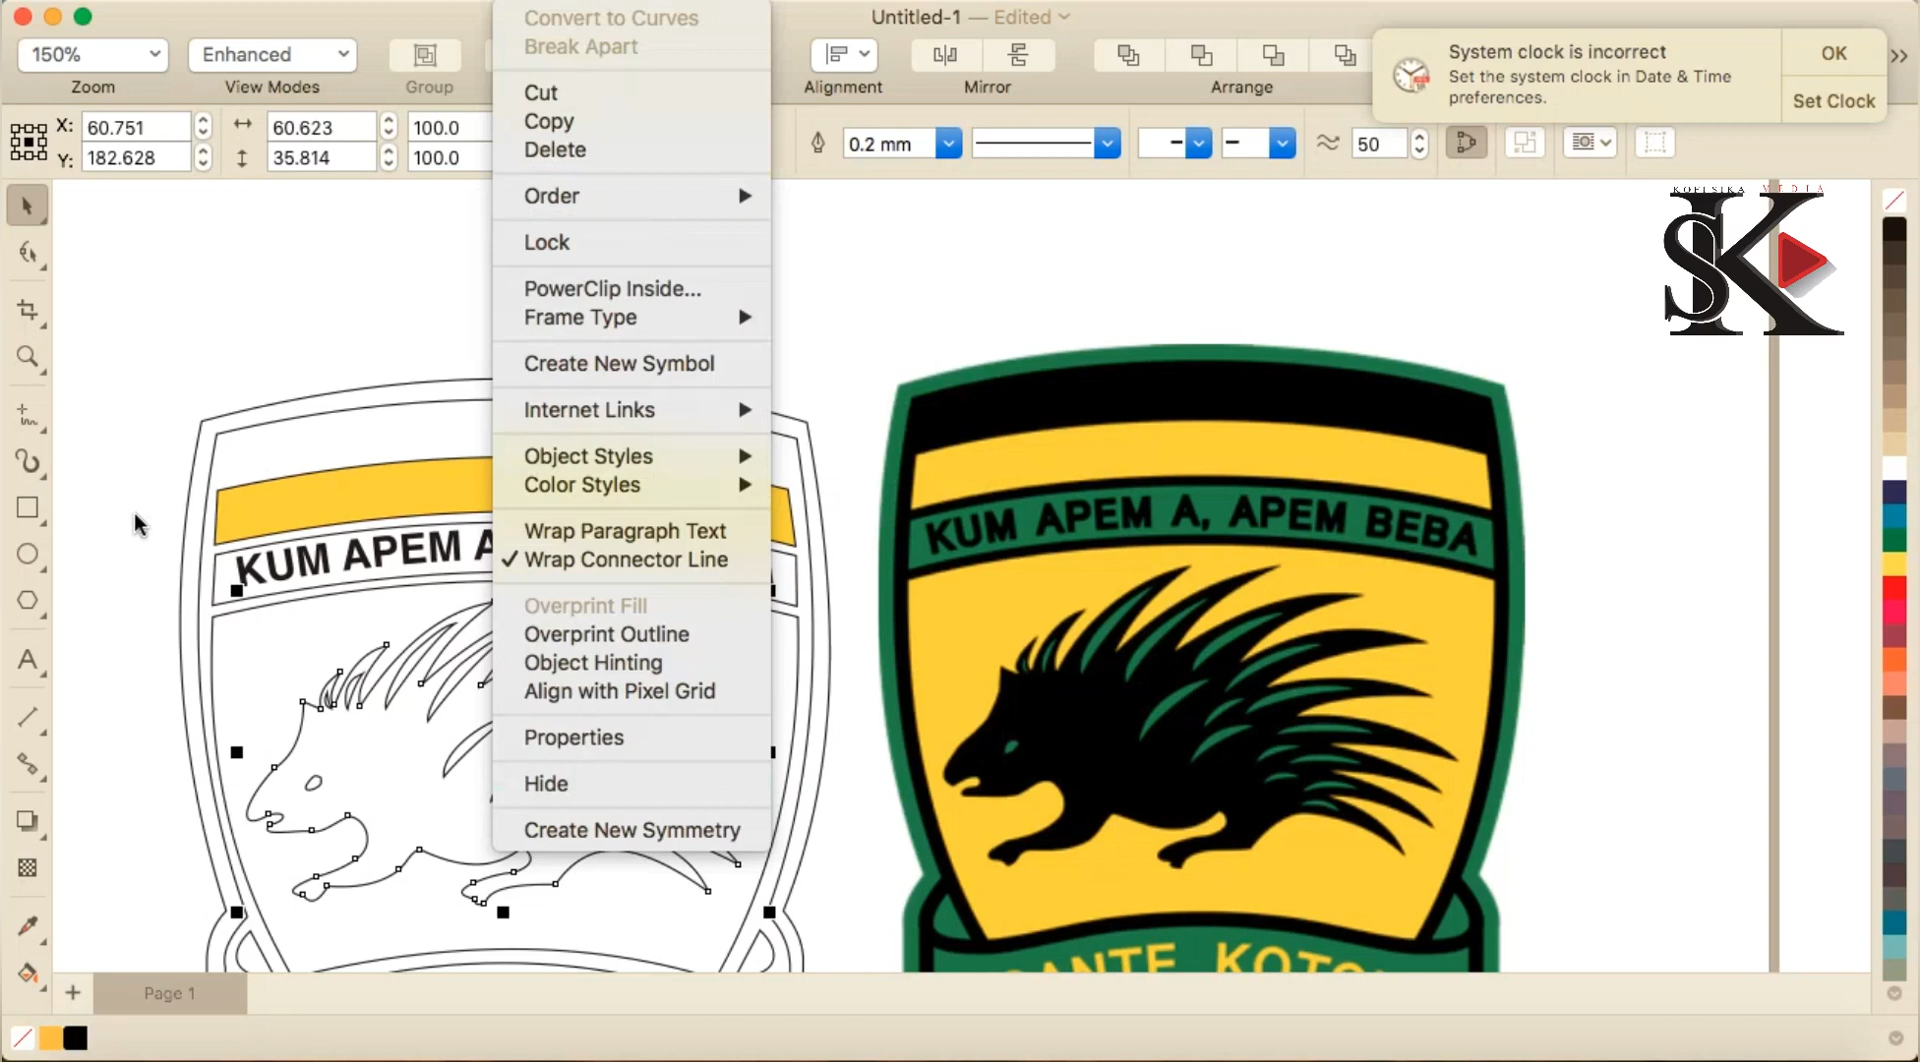 Untitled-1 — Edited
150%
Enhanced
Zoom
View Modes
Group
Alignment
Mirror
Arrange
System clock is incorrect
Set the system clock in Date & Time
preferences.
OK
Set Clock
X: 60.751
60.623
100.0
Y: 182.628
35.814
100.0
0.2 mm
50
Convert to Curves
Break Apart
Cut
Copy
Delete
Order
Lock
PowerClip Inside...
Frame Type
Create New Symbol
Internet Links
Object Styles
Color Styles
Wrap Paragraph Text
✓ Wrap Connector Line
Overprint Fill
Overprint Outline
Object Hinting
Align with Pixel Grid
Properties
Hide
Create New Symmetry
KOFI SIKA MEDIA
SK
KUM APEM A
KUM APEM A, APEM BEBA
Page 1